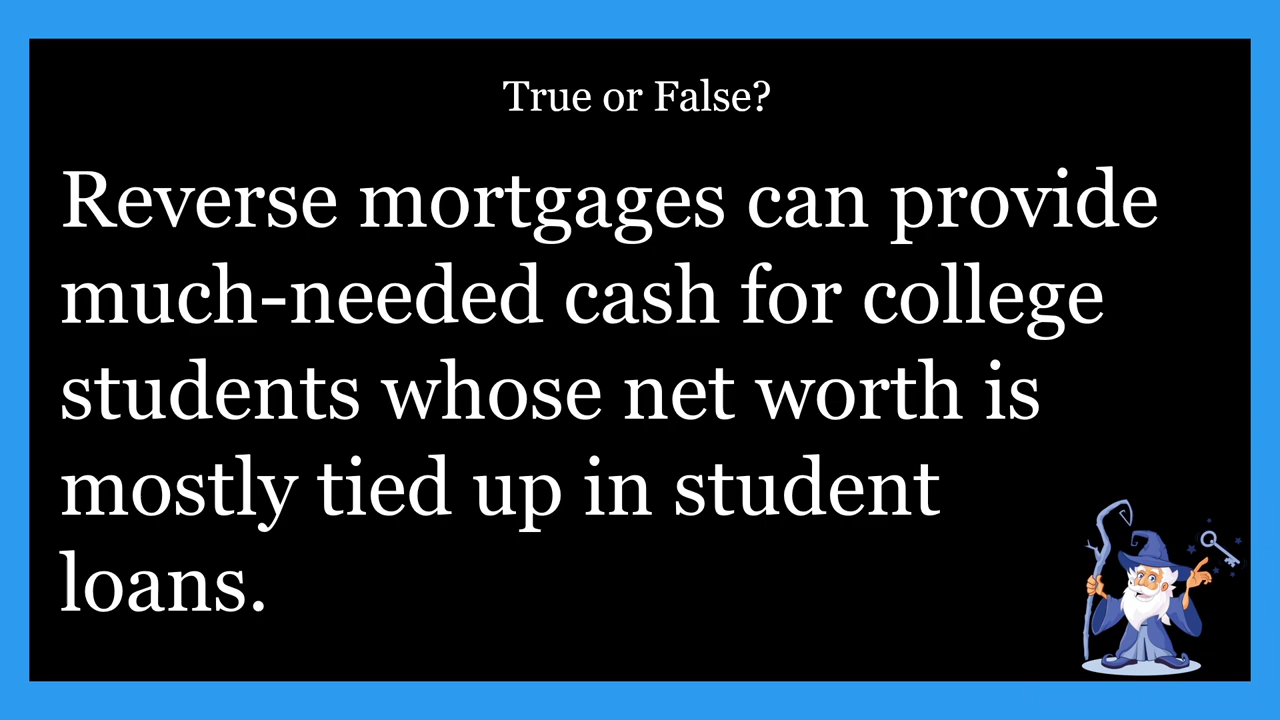 True or False?
Reverse mortgages can provide
much-needed cash for college
students whose net worth is
mostly tied up in student
loans.